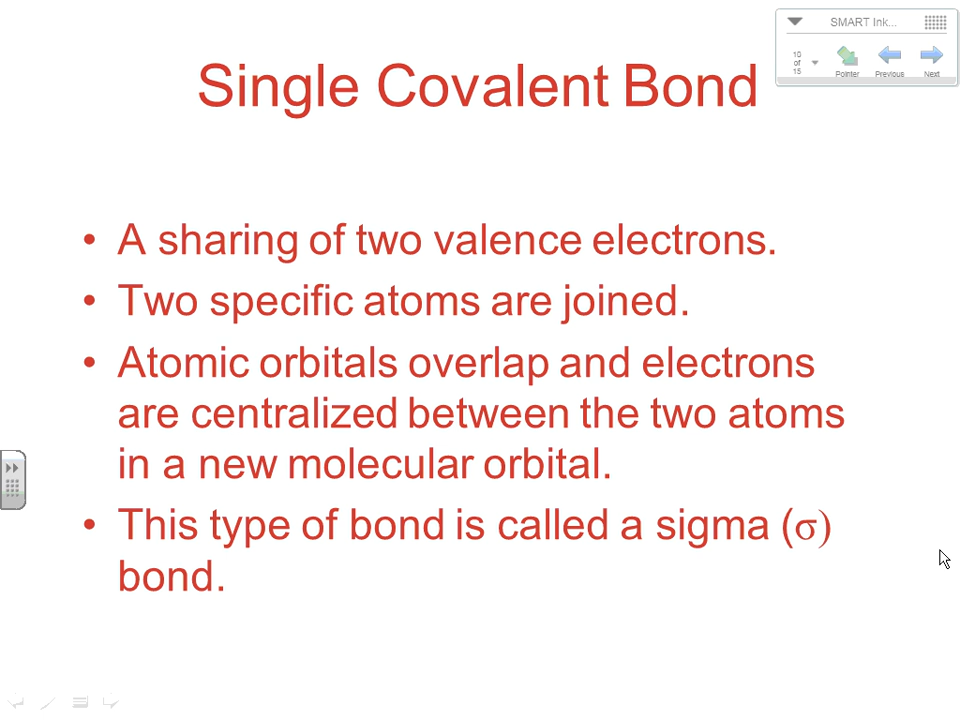 SMART Ink...
10
of
15
Pointer Previous Next
Single Covalent Bond
• A sharing of two valence electrons.
• Two specific atoms are joined.
• Atomic orbitals overlap and electrons
are centralized between the two atoms
in a new molecular orbital.
• This type of bond is called a sigma (σ)
bond.